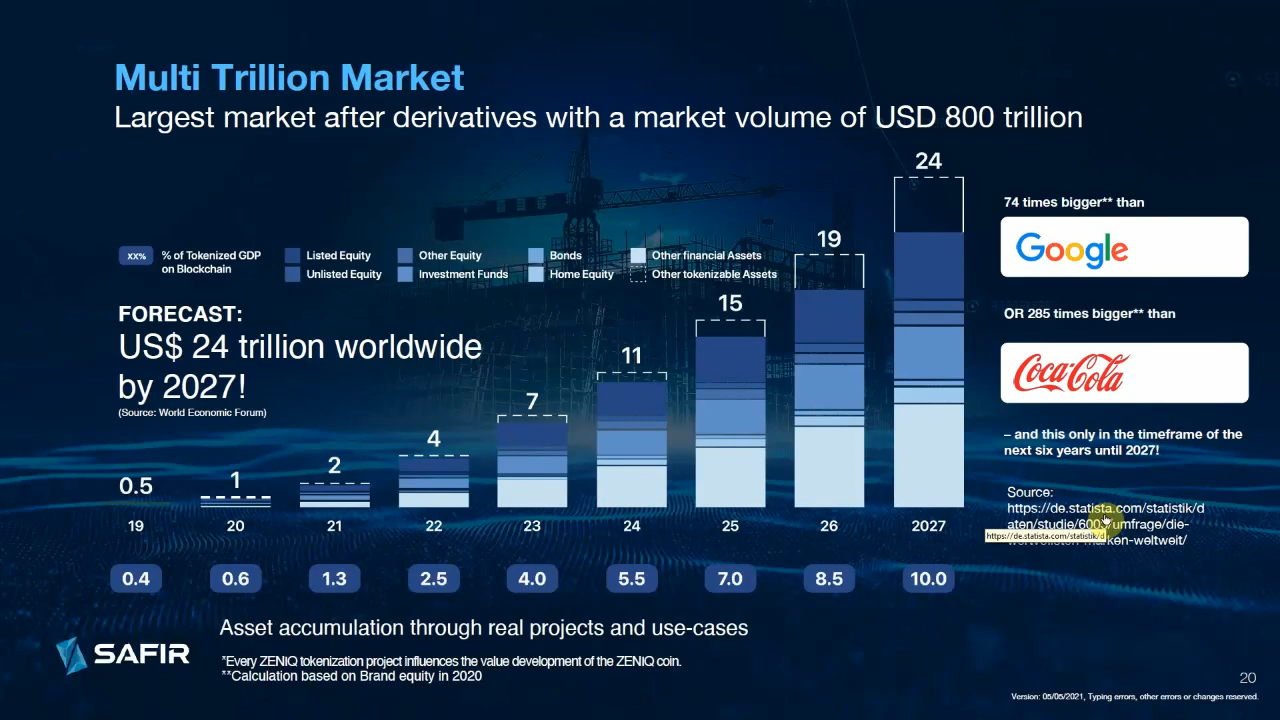 Multi Trillion Market
Largest market after derivatives with a market volume of USD 800 trillion
xx% % of Tokenized GDP
on Blockchain
Listed Equity
Unlisted Equity
Other Equity
Investment Funds
Bonds
Home Equity
Other financial Assets
Other tokenizable Assets
FORECAST:
US$ 24 trillion worldwide
by 2027!
(Source: World Economic Forum)
0.5 1 2 4 7 11 15 19 24
19 20 21 22 23 24 25 26 2027
0.4 0.6 1.3 2.5 4.0 5.5 7.0 8.5 10.0
74 times bigger** than
Google
OR 285 times bigger** than
Coca-Cola
– and this only in the timeframe of the
next six years until 2027!
Source:
https://de.statista.com/statistik/d
aten/studie/6003/umfrage/die-
https://de.statista.com/statistik/d
marken-weltweit/
Asset accumulation through real projects and use-cases
SAFIR
*Every ZENIQ tokenization project influences the value development of the ZENIQ coin.
**Calculation based on Brand equity in 2020
20
Version: 05/05/2021, Typing errors, other errors or changes reserved.